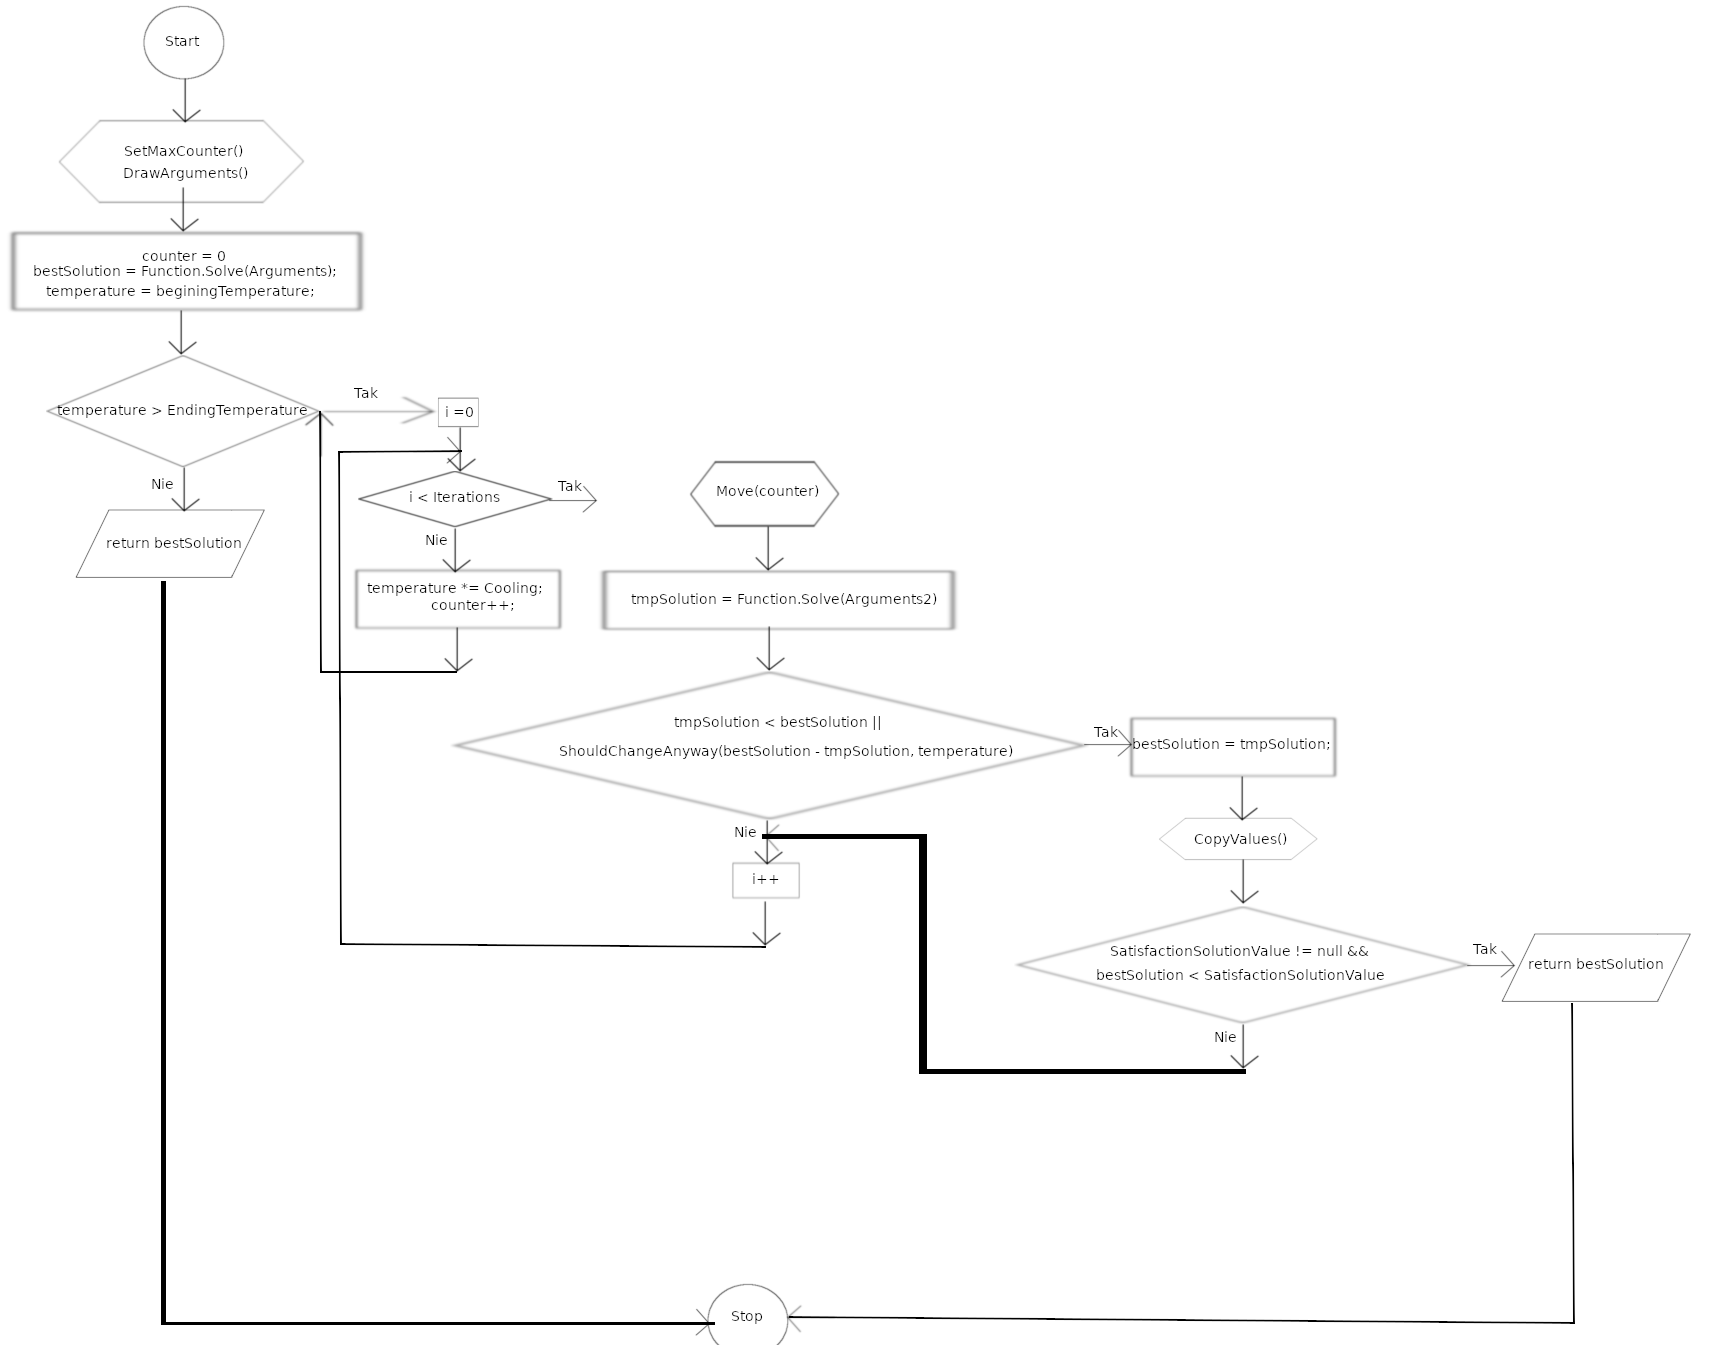 Start
SetMaxCounter()
DrawArguments()
counter = 0
bestSolution = Function.Solve(Arguments);
temperature = beginingTemperature;
temperature > EndingTemperature
Tak
i =0
Nie
return bestSolution
i < Iterations
Tak
Nie
temperature *= Cooling;
counter++;
Move(counter)
tmpSolution = Function.Solve(Arguments2)
tmpSolution < bestSolution ||
ShouldChangeAnyway(bestSolution - tmpSolution, temperature)
Tak
bestSolution = tmpSolution;
Nie
i++
CopyValues()
SatisfactionSolutionValue != null &&
bestSolution < SatisfactionSolutionValue
Tak
return bestSolution
Nie
Stop